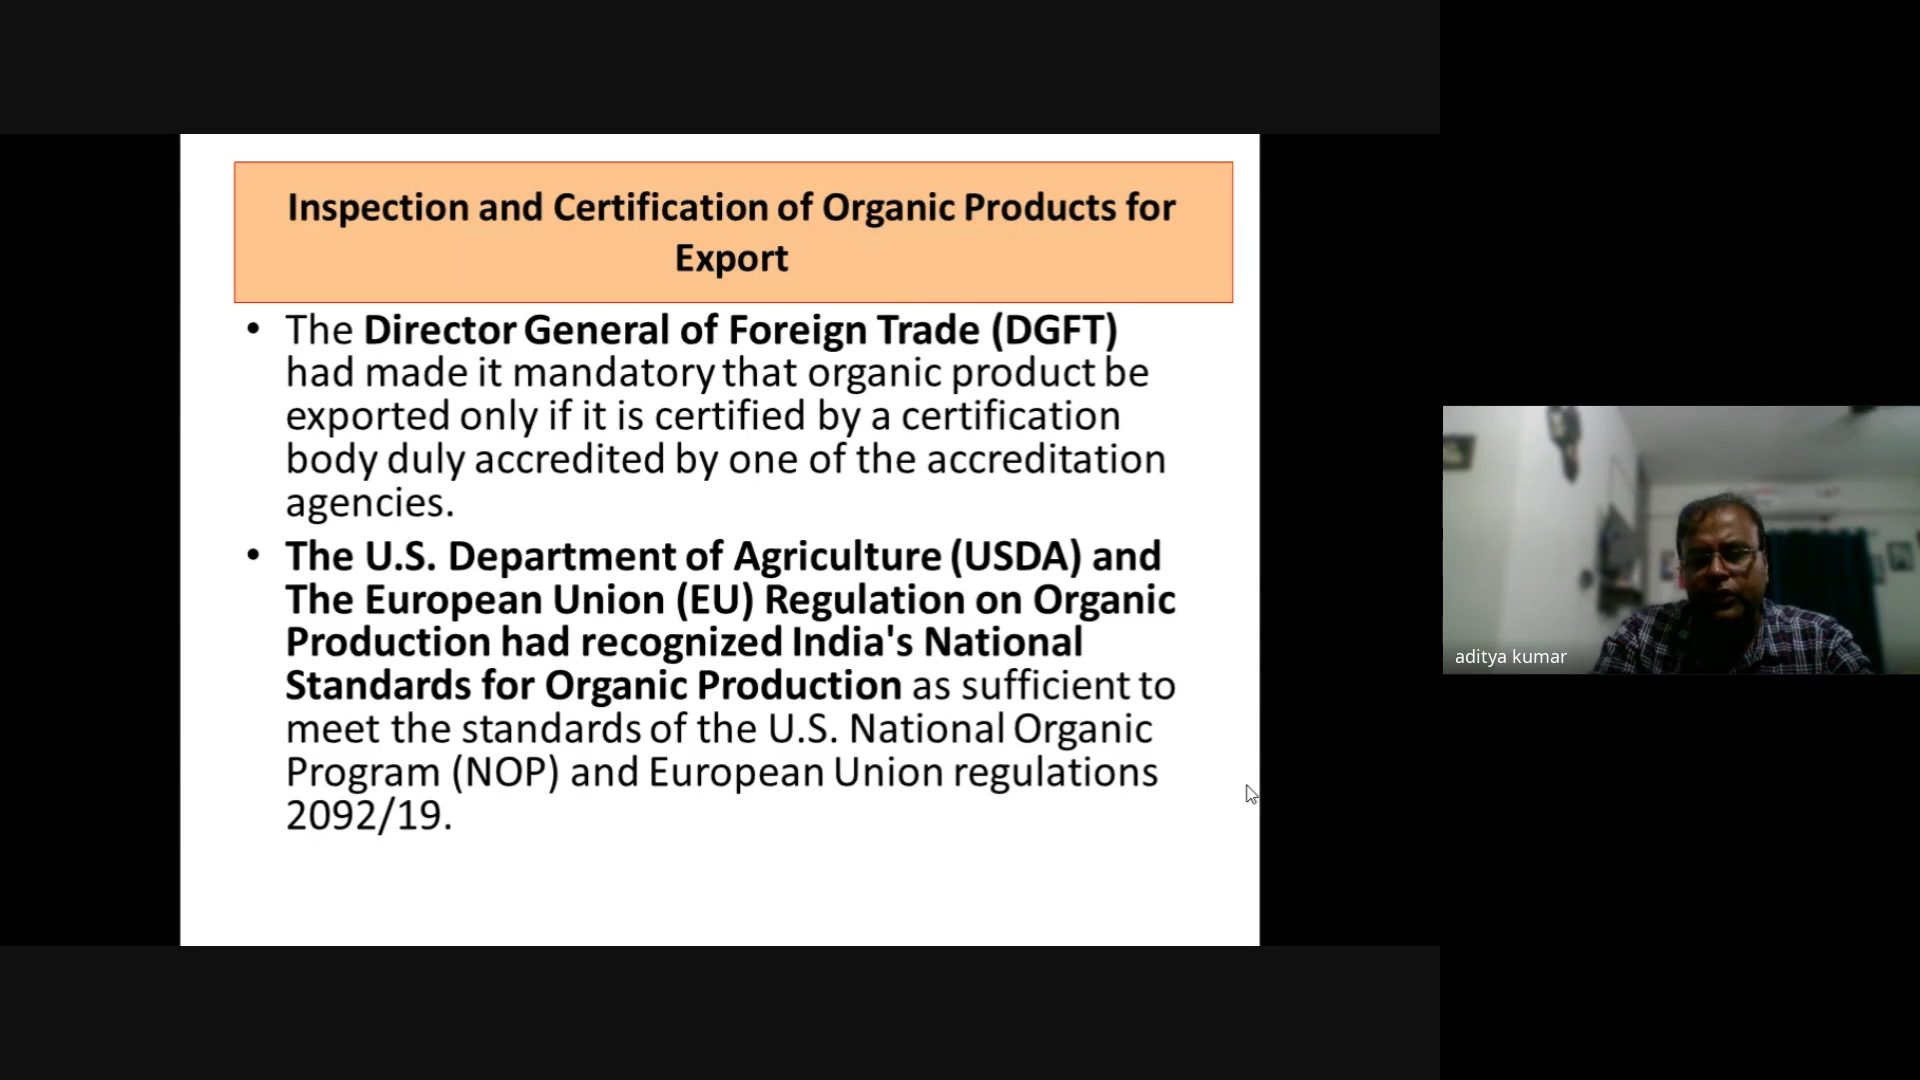 Inspection and Certification of Organic Products for
Export
• The Director General of Foreign Trade (DGFT)
had made it mandatory that organic product be
exported only if it is certified by a certification
body duly accredited by one of the accreditation
agencies.
• The U.S. Department of Agriculture (USDA) and
The European Union (EU) Regulation on Organic
Production had recognized India's National
Standards for Organic Production as sufficient to
meet the standards of the U.S. National Organic
Program (NOP) and European Union regulations
2092/19.
aditya kumar